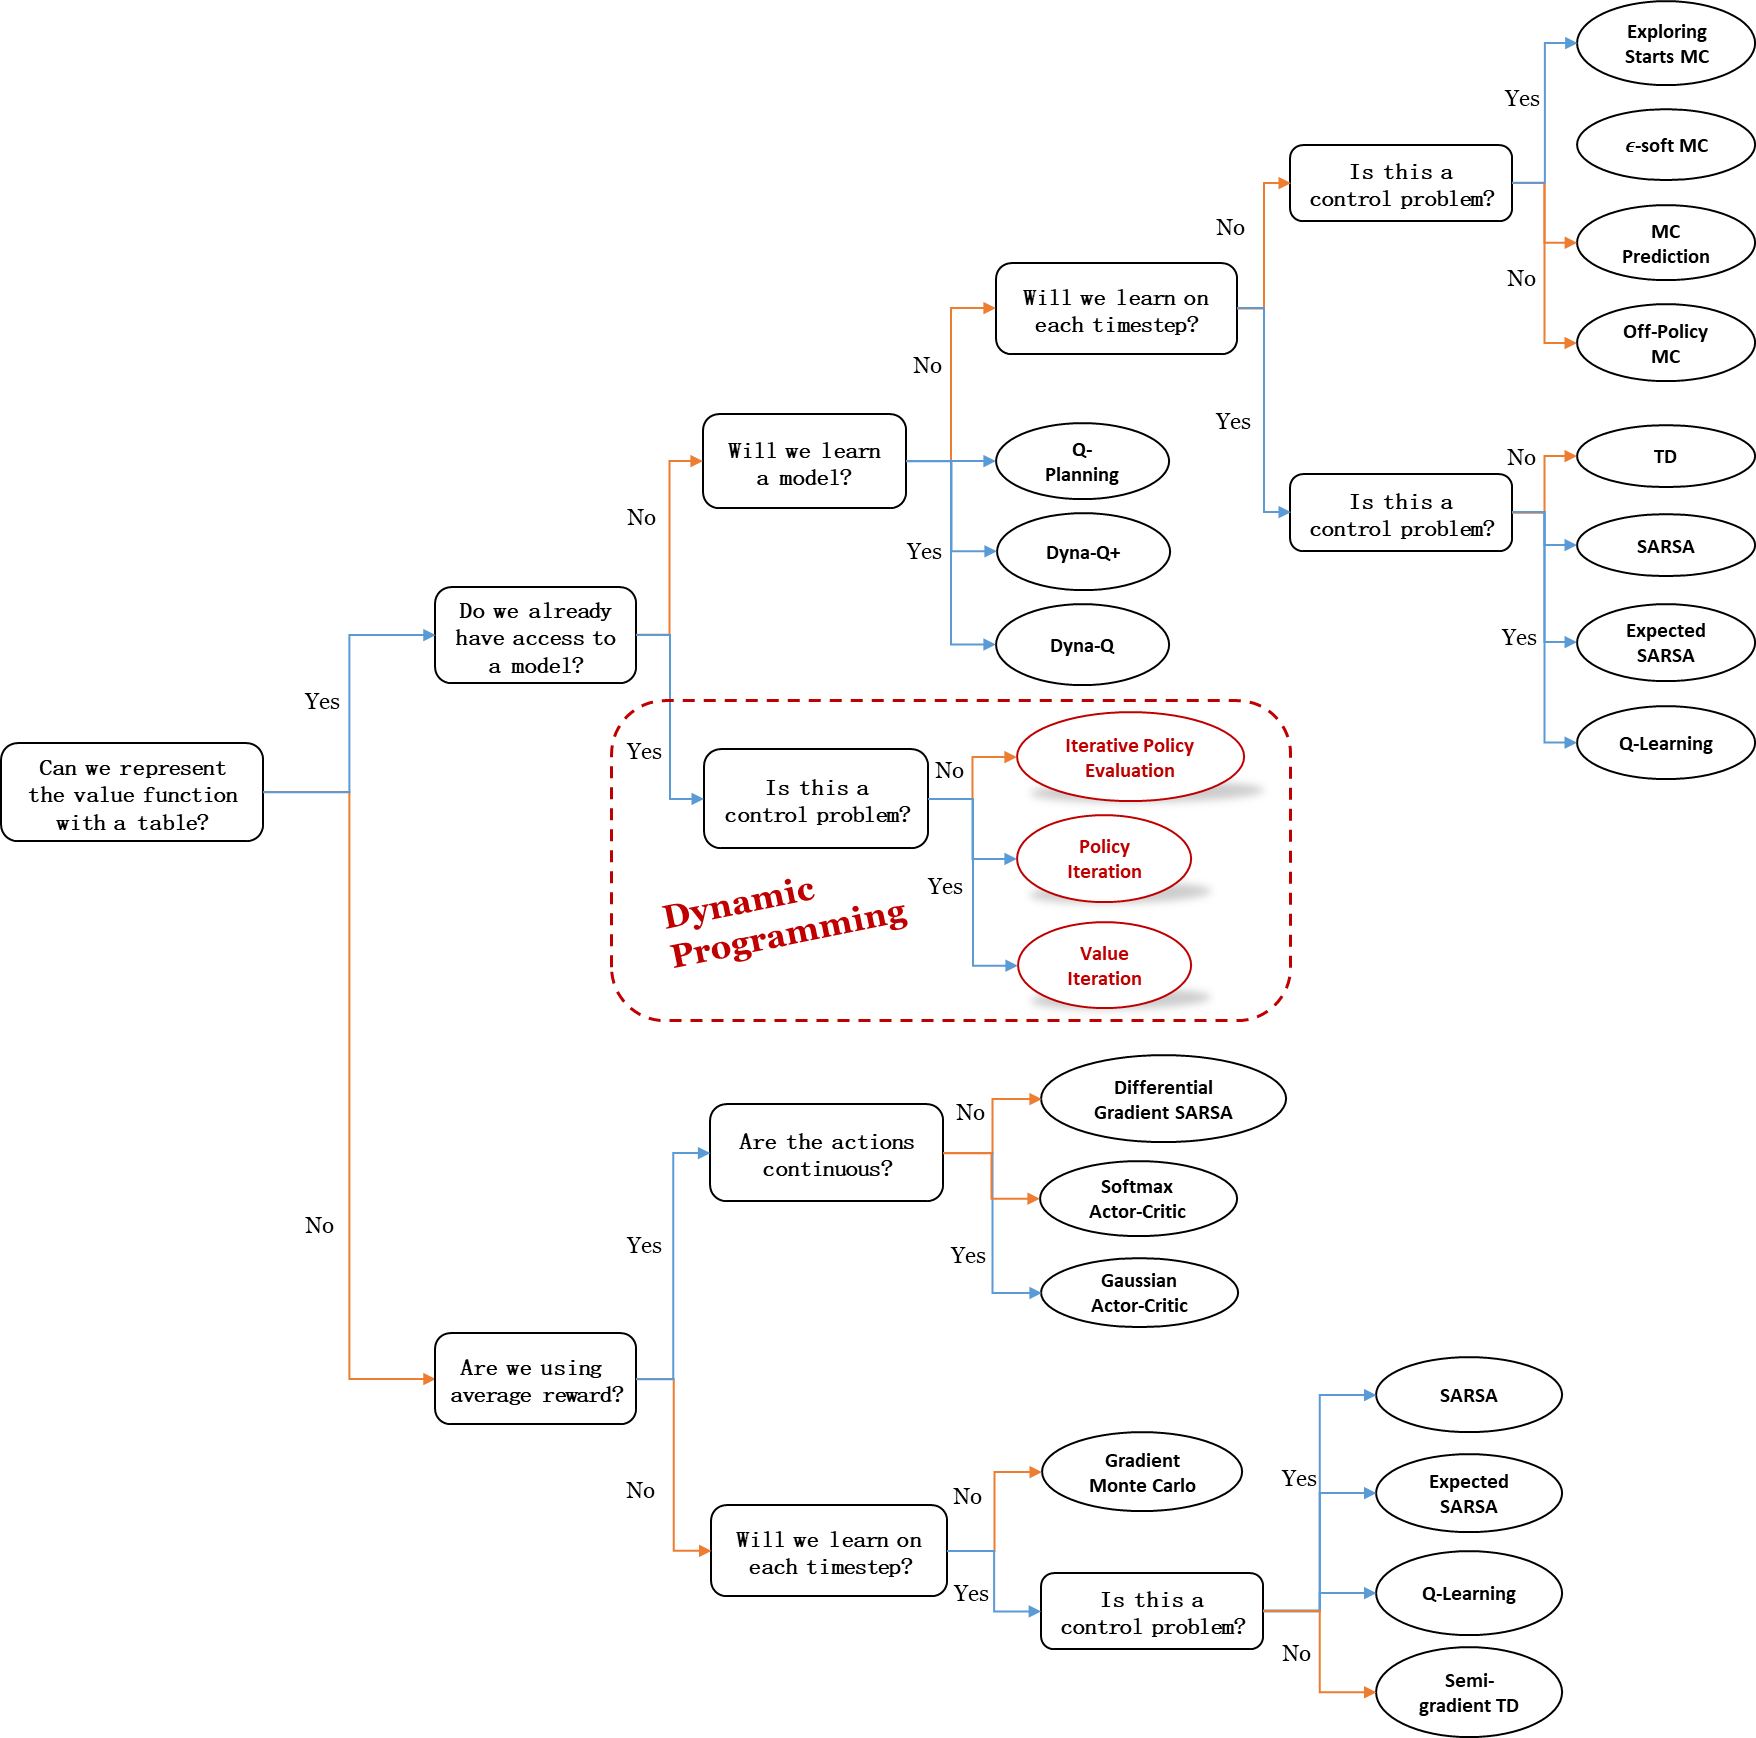 Exploring
Starts MC
Yes
ϵ-soft MC
Is this a
control problem?
No
MC
Prediction
No
Off-Policy
MC
Will we learn on
each timestep?
No
Yes
No
TD
Is this a
control problem?
SARSA
Yes
Expected
SARSA
Q-Learning
Will we learn
a model?
Q-
Planning
No
Yes
Dyna-Q+
Dyna-Q
Do we already
have access to
a model?
Yes
Can we represent
the value function
with a table?
Yes
Is this a
control problem?
No
Iterative Policy
Evaluation
Policy
Iteration
Yes
Value
Iteration
Dynamic
Programming
Differential
Gradient SARSA
No
Are the actions
continuous?
Softmax
Actor-Critic
Yes
Gaussian
Actor-Critic
No
Yes
Are we using
average reward?
No
Gradient
Monte Carlo
No
Will we learn on
each timestep?
Yes
Is this a
control problem?
SARSA
Yes
Expected
SARSA
Q-Learning
No
Semi-
gradient TD